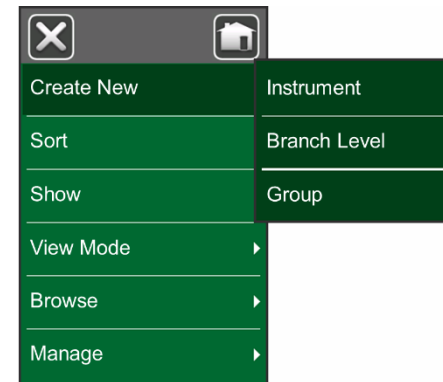 Create New
Instrument
Sort
Branch Level
Show
Group
View Mode
Browse
Manage